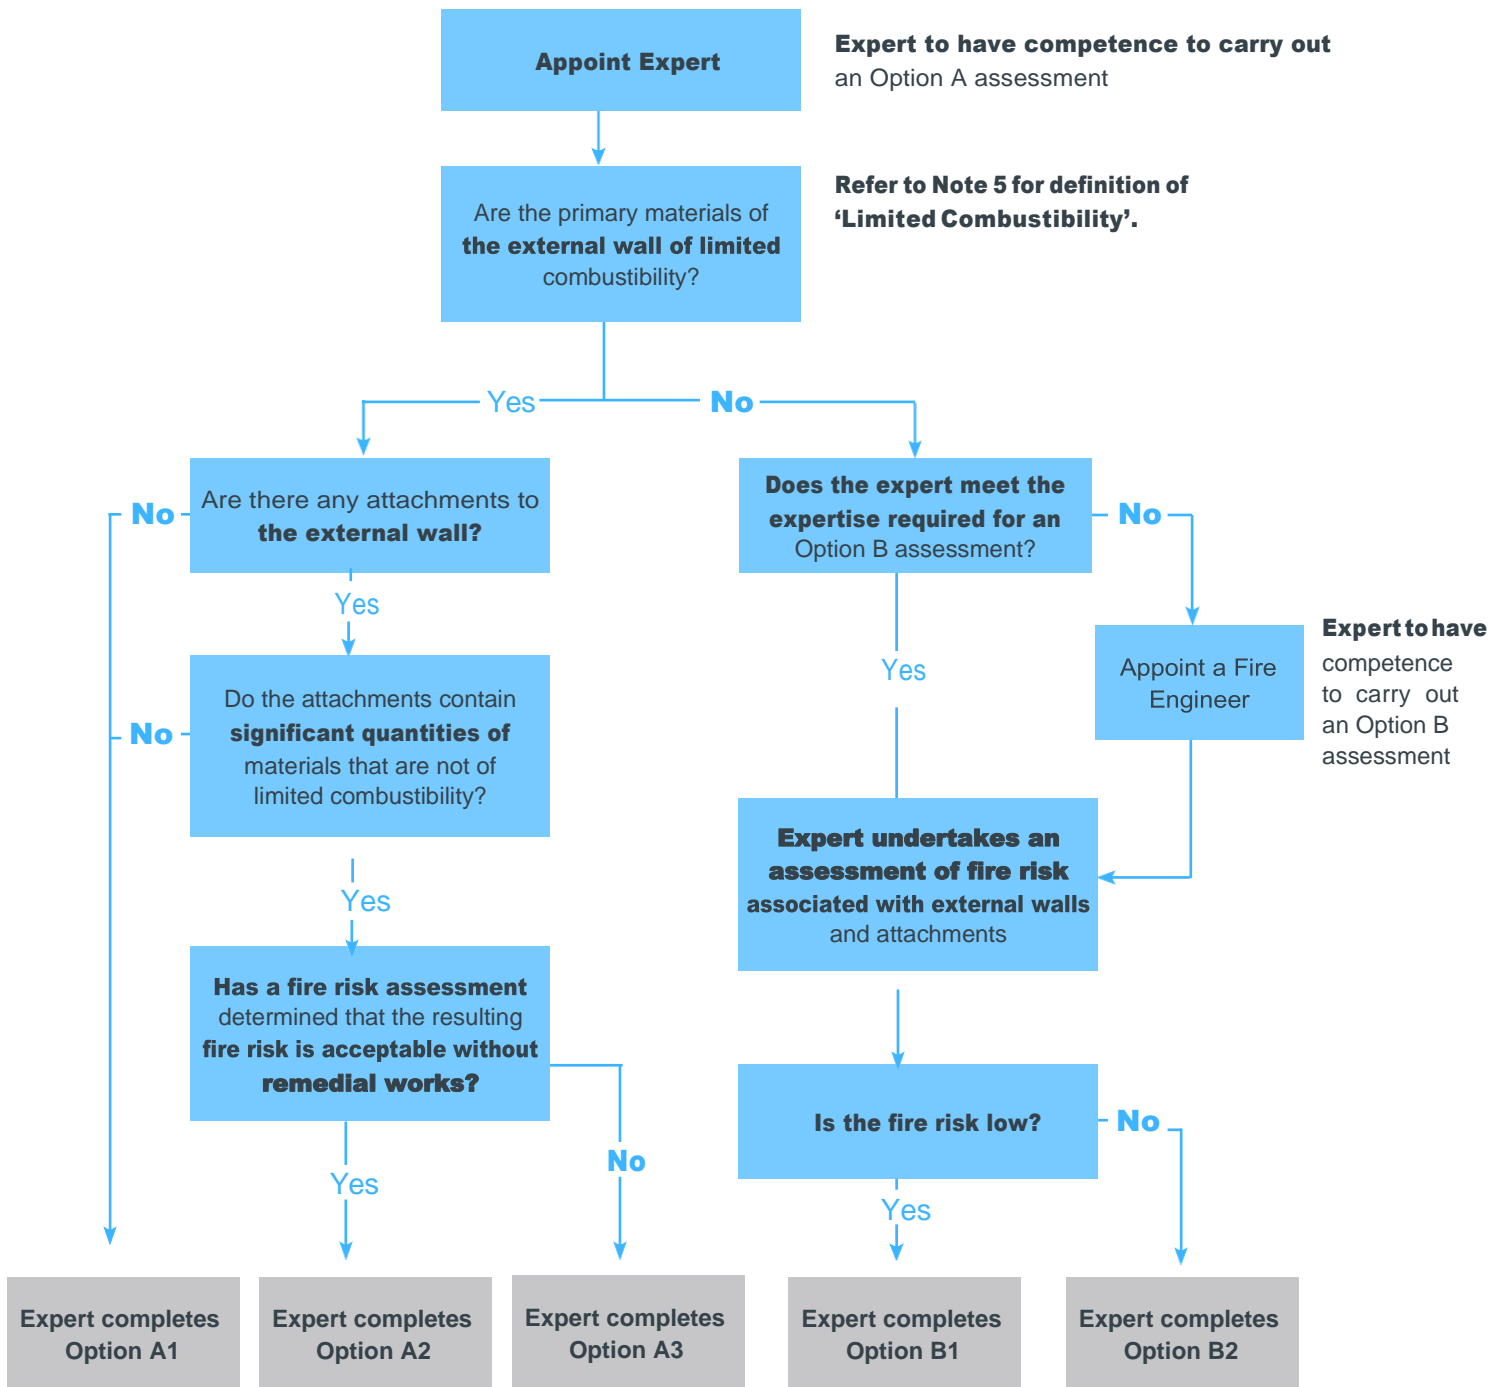 Appoint Expert
Expert to have competence to carry out
an Option A assessment
Are the primary materials of
the external wall of limited
combustibility?
Refer to Note 5 for definition of
‘Limited Combustibility’.
Yes
No
Are there any attachments to
the external wall?
No
Does the expert meet the
expertise required for an
Option B assessment?
No
Yes
Do the attachments contain
significant quantities of
materials that are not of
limited combustibility?
No
Yes
Appoint a Fire
Engineer
Expert to have
competence
to carry out
an Option B
assessment
Yes
Expert undertakes an
assessment of fire risk
associated with external walls
and attachments
Has a fire risk assessment
determined that the resulting
fire risk is acceptable without
remedial works?
Is the fire risk low?
No
Yes
No
Yes
Expert completes
Option A1
Expert completes
Option A2
Expert completes
Option A3
Expert completes
Option B1
Expert completes
Option B2